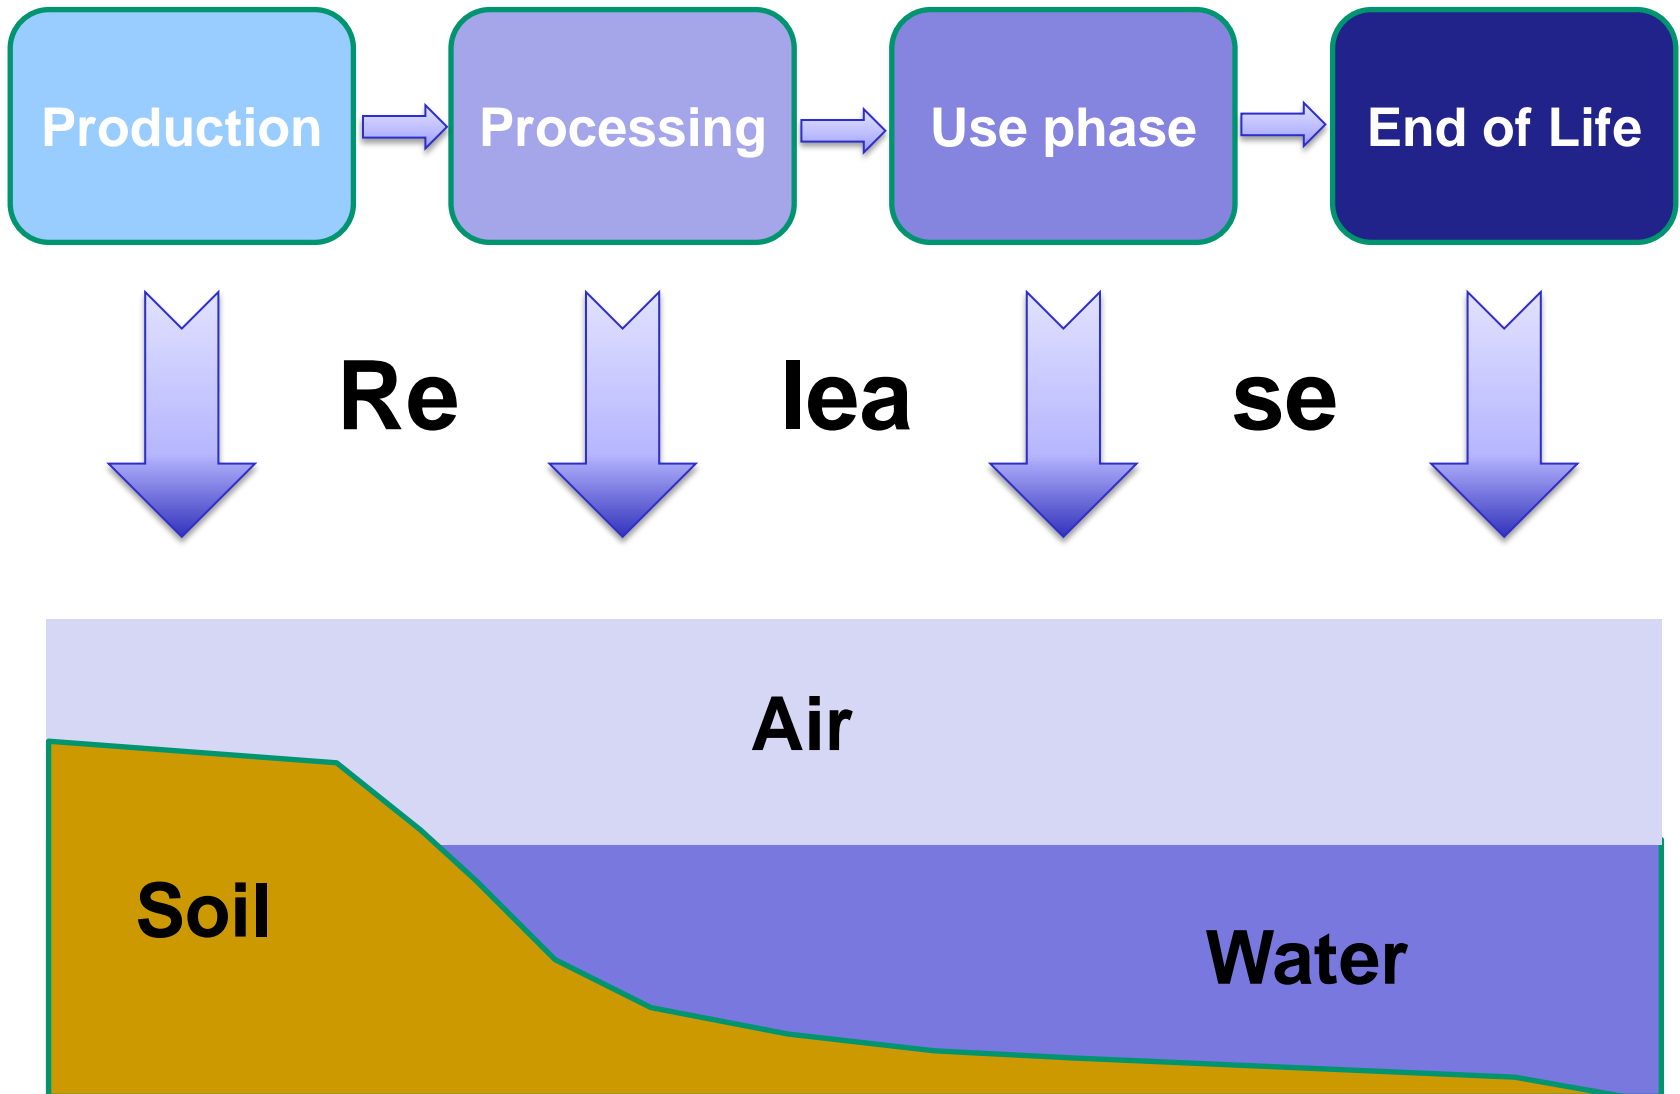 Production Processing Use phase End of Life
Re lea se
Air
Soil
Water